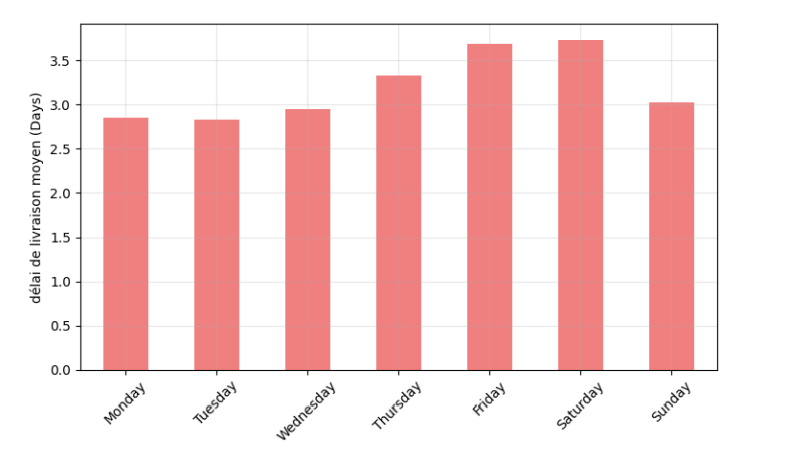 délai de livraison moyen (Days)
3.5
3.0
2.5
2.0
1.5
1.0
0.5
0.0
Monday
Tuesday
Wednesday
Thursday
Friday
Saturday
Sunday